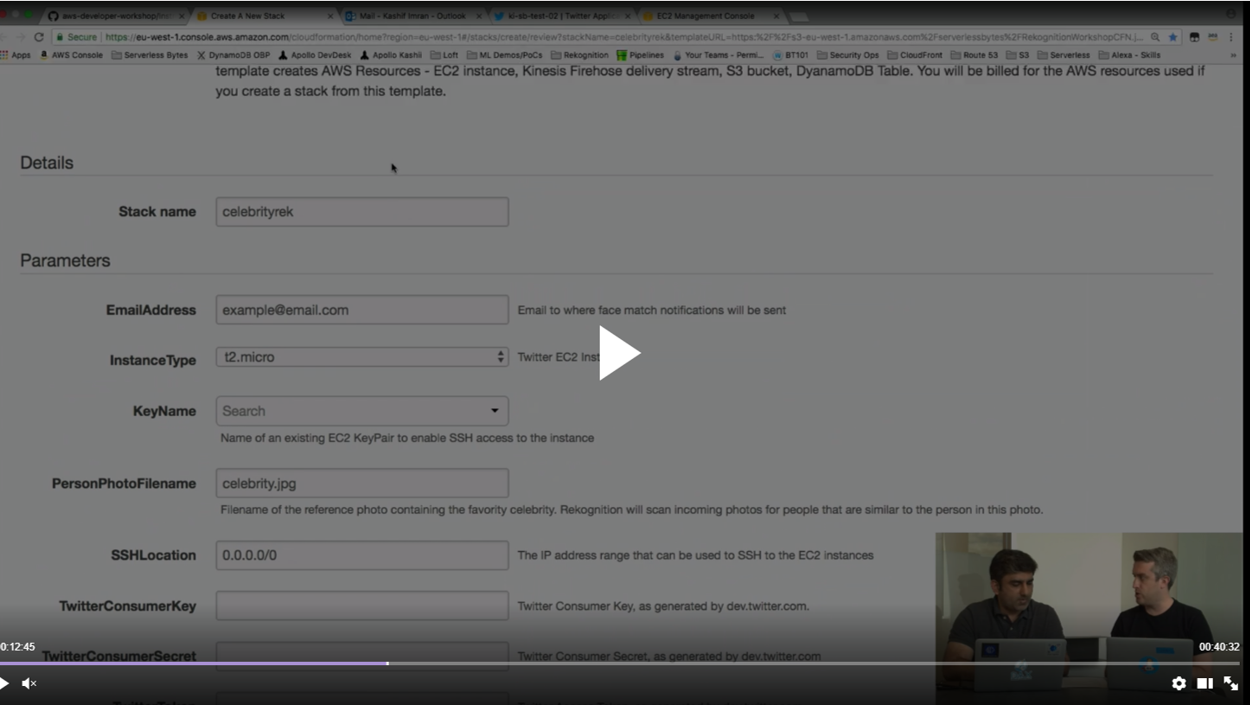 aws-developer-workshop/
Create A New Stack
Mail - Kashif Imran - Outlook
ki-sb-test-02 | Twitter Applic
EC2 Management Console
Secure
https://eu-west-1.console.aws.amazon.com/cloudformation/home?region=eu-west-1#/stacks/create/review?stackName=celebrityrek&templateURL=https:%2F%2Fs3-eu-west-1.amazonaws.com%2Fserverlessbytes%2FRekognitionWorkshopCFN.j...
Apps
AWS Console
Serverless Bytes
DynamoDB OBP
Apollo DevDesk
Apollo Kashii
Loft
ML Demos/PoCs
Rekognition
Pipelines
Your Teams - Permi...
BT101
Security Ops
CloudFront
Route 53
S3
Serverless
Alexa - Skills
template creates AWS Resources - EC2 instance, Kinesis Firehose delivery stream, S3 bucket, DyanamoDB Table. You will be billed for the AWS resources used if
you create a stack from this template.
Details
Stack name
celebrityrek
Parameters
EmailAddress
example@email.com
Email to where face match notifications will be sent
InstanceType
t2.micro
Twitter EC2 Inst
KeyName
Search
Name of an existing EC2 KeyPair to enable SSH access to the instance
PersonPhotoFilename
celebrity.jpg
Filename of the reference photo containing the favority celebrity. Rekognition will scan incoming photos for people that are similar to the person in this photo.
SSHLocation
0.0.0.0/0
The IP address range that can be used to SSH to the EC2 instances
TwitterConsumerKey
Twitter Consumer Key, as generated by dev.twitter.com.
0:12:45
00:40:32
TwitterConsumerSecret
Twitter Consumer Secret, as generated by dev.twitter.com